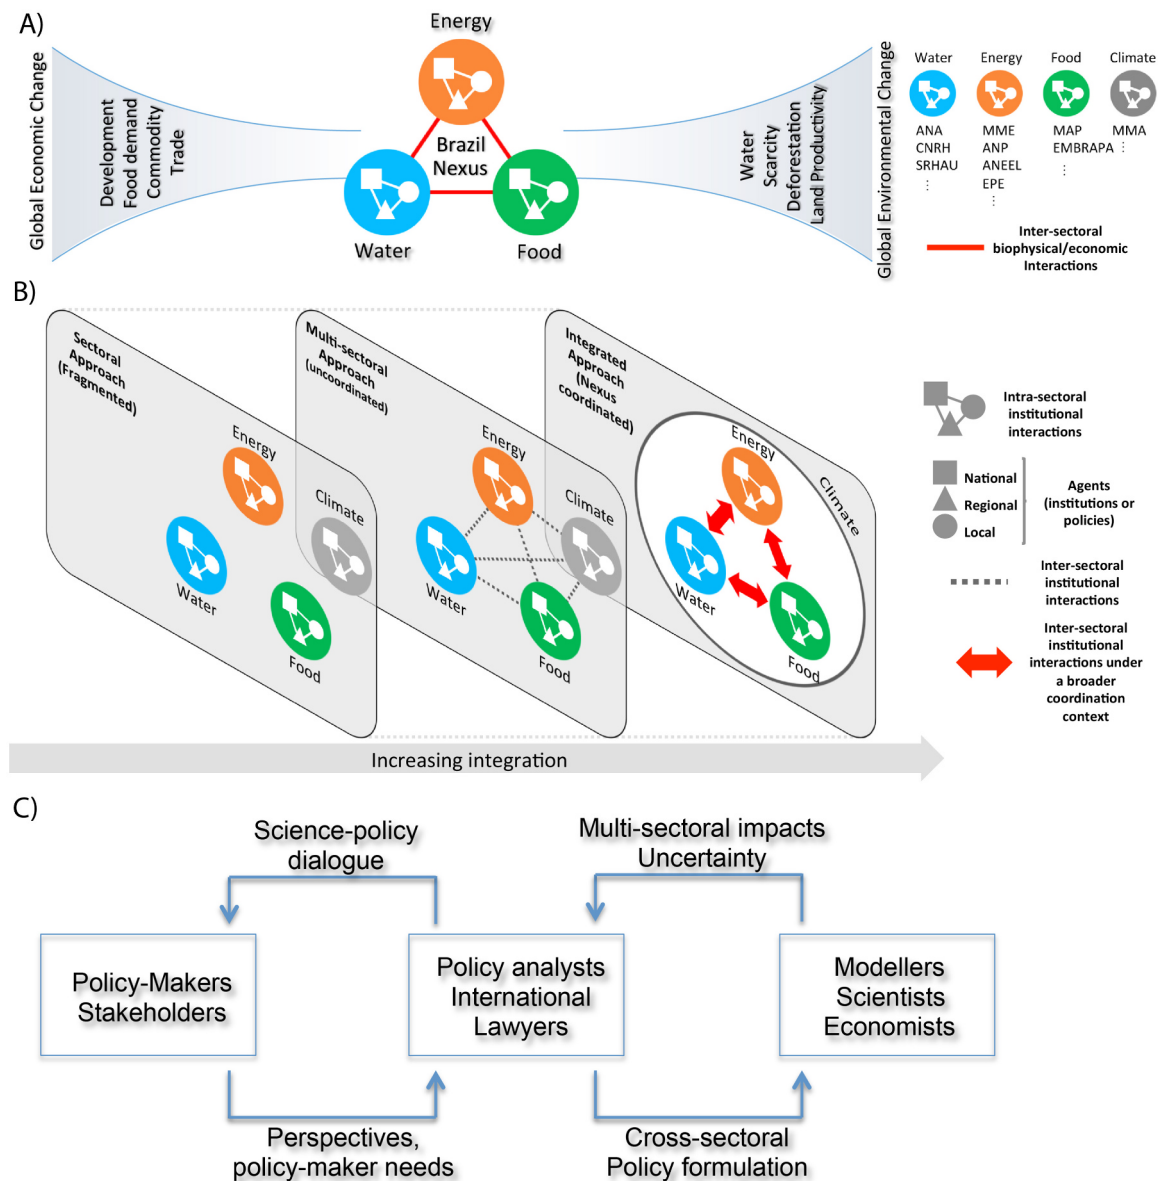 A)
Energy
Brazil
Nexus
Water
Food
Global Economic Change
Development
Food demand
Commodity
Trade
Water
Scarcity
Deforestation
Land Productivity
Global Environmental Change
Water
Energy
Food
Climate
ANA
CNRH
SRHAU
⋮
MME
ANP
ANEEL
EPE
⋮
MAP
EMBRAPA
⋮
MMA
⋮
Inter-sectoral
biophysical/economic
Interactions
B)
Sectoral
Approach
(Fragmented)
Energy
Climate
Water
Food
Multi-sectoral
Approach
(uncoordinated)
Energy
Climate
Water
Food
Integrated
Approach
(Nexus
coordinated)
Energy
Climate
Water
Food
Intra-sectoral
institutional
interactions
National
Regional
Local
Agents
(institutions or
policies)
Inter-sectoral
institutional
interactions
Inter-sectoral
institutional
interactions under
a broader
coordination
context
Increasing integration
C)
Science-policy
dialogue
Multi-sectoral impacts
Uncertainty
Policy-Makers
Stakeholders
Policy analysts
International
Lawyers
Modellers
Scientists
Economists
Perspectives,
policy-maker needs
Cross-sectoral
Policy formulation